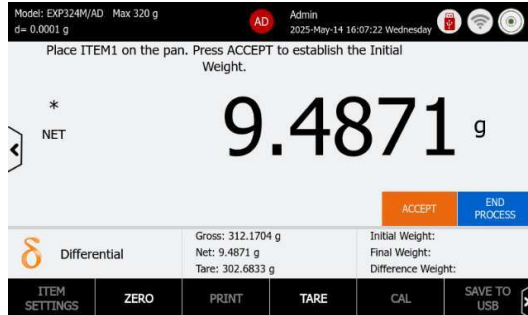 Model: EXP324M/AD Max 320 g
d= 0.0001 g
AD
Admin
2025-May-14 16:07:22 Wednesday
Place ITEM1 on the pan. Press ACCEPT to establish the Initial
Weight.
*
NET
9.4871 g
ACCEPT
END
PROCESS
δ
Differential
Gross: 312.1704 g
Net: 9.4871 g
Tare: 302.6833 g
Initial Weight:
Final Weight:
Difference Weight:
ITEM
SETTINGS
ZERO
PRINT
TARE
CAL
SAVE TO
USB